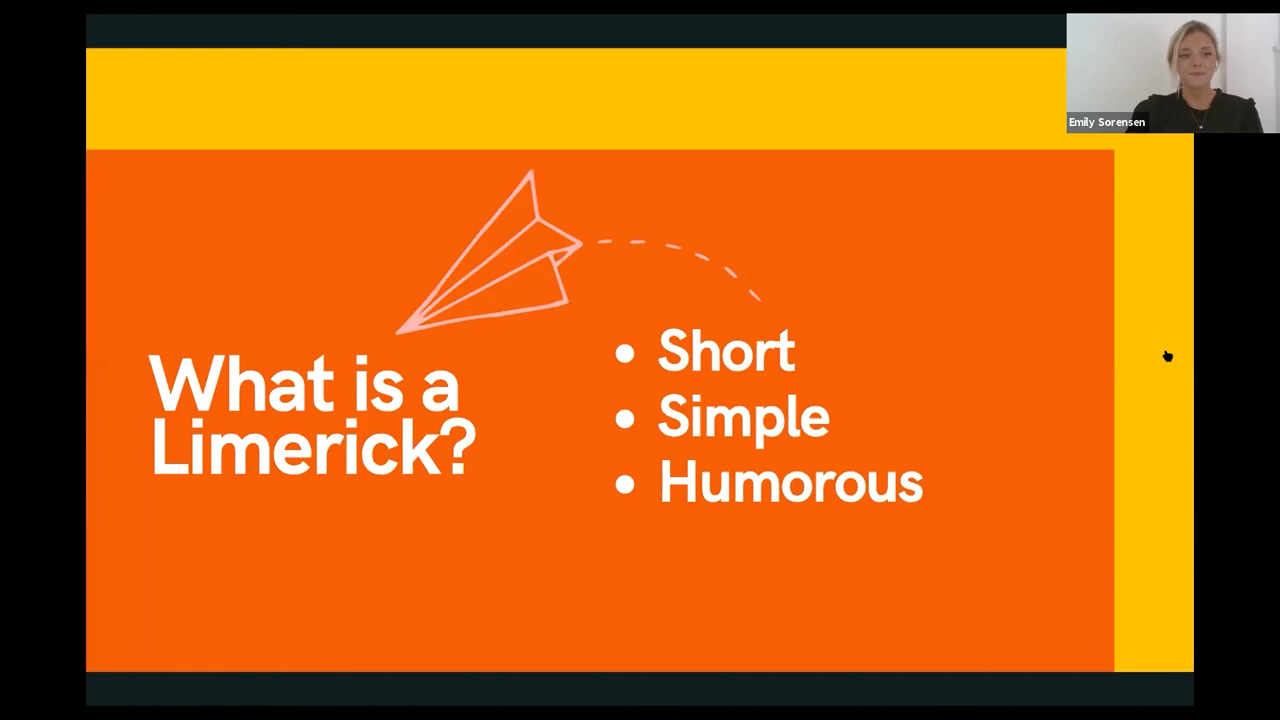 Emily Sorensen
What is a
Limerick?
• Short
• Simple
• Humorous